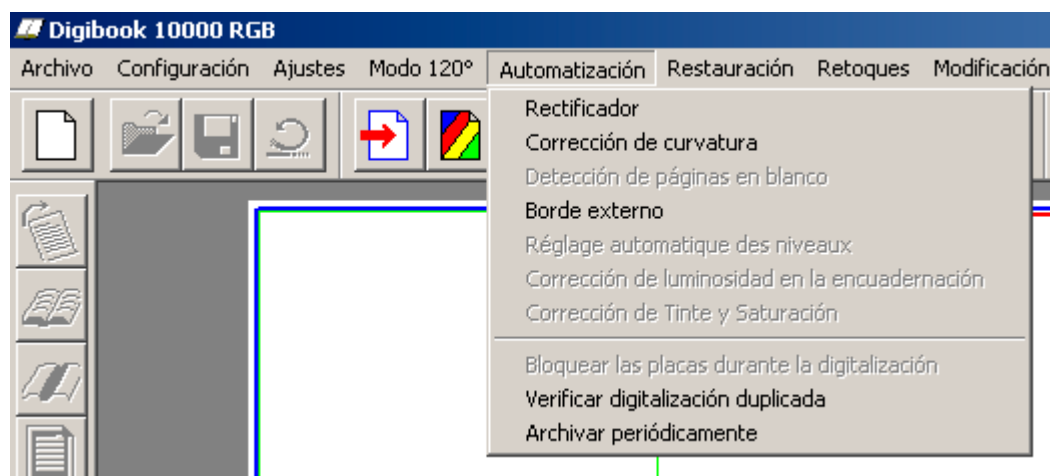 Digibook 10000 RGB
Archivo Configuración Ajustes Modo 120º Automatización Restauración Retoques Modificación
Rectificador
Corrección de curvatura
Detección de páginas en blanco
Borde externo
Réglage automatique des niveaux
Corrección de luminosidad en la encuadernación
Corrección de Tinte y Saturación
Bloquear las placas durante la digitalización
Verificar digitalización duplicada
Archivar periódicamente